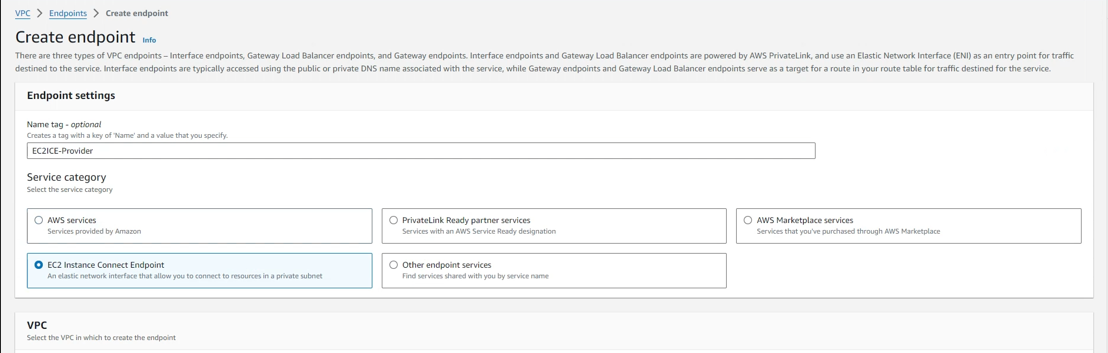 VPC > Endpoints > Create endpoint
Create endpoint Info
There are three types of VPC endpoints – Interface endpoints, Gateway Load Balancer endpoints, and Gateway endpoints. Interface endpoints and Gateway Load Balancer endpoints are powered by AWS PrivateLink, and use an Elastic Network Interface (ENI) as an entry point for traffic
destined to the service. Interface endpoints are typically accessed using the public or private DNS name associated with the service, while Gateway endpoints and Gateway Load Balancer endpoints serve as a target for a route in your route table for traffic destined for the service.
Endpoint settings
Name tag - optional
Creates a tag with a key of 'Name' and a value that you specify.
EC2ICE-Provider
Service category
Select the service category
AWS services
Services provided by Amazon
PrivateLink Ready partner services
Services with an AWS Service Ready designation
AWS Marketplace services
Services that you've purchased through AWS Marketplace
EC2 Instance Connect Endpoint
An elastic network interface that allow you to connect to resources in a private subnet
Other endpoint services
Find services shared with you by service name
VPC
Select the VPC in which to create the endpoint